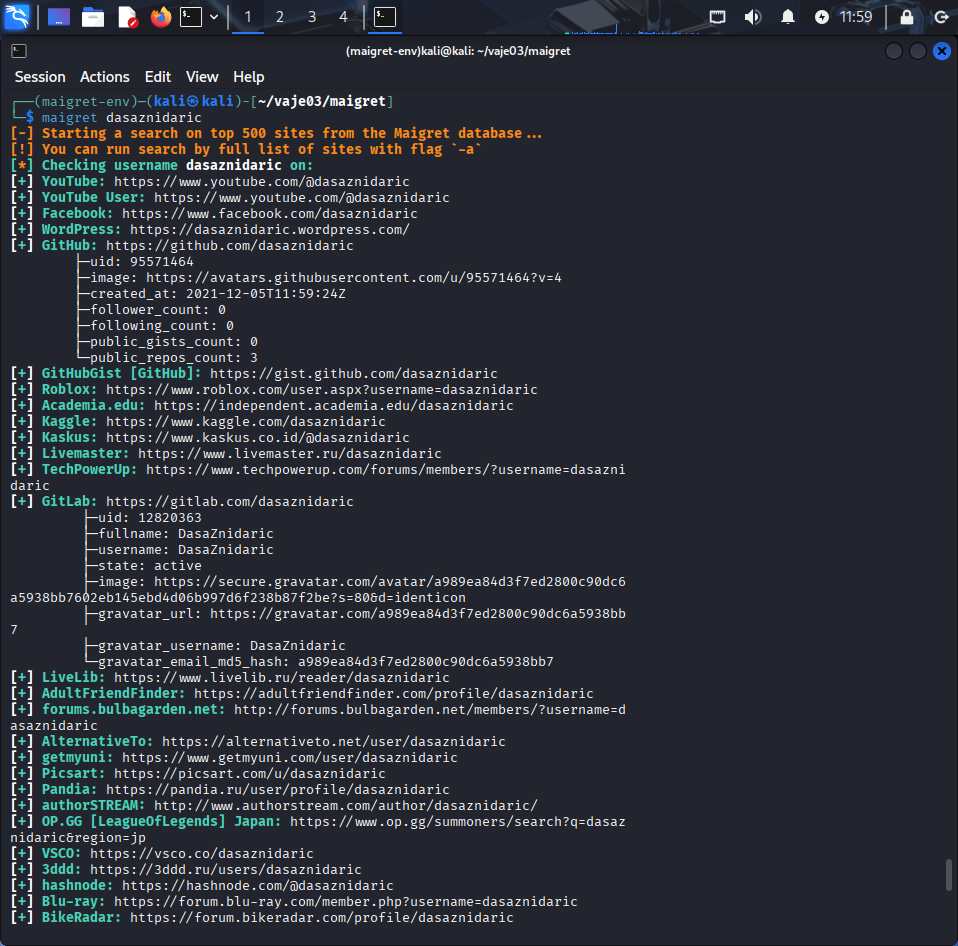 1 2 3 4 11:59
(maigret-env)kali@kali: ~/vaje03/maigret
Session Actions Edit View Help
┌──(maigret-env)─(kali㉿kali)-[~/vaje03/maigret]
└─$ maigret dasaznidaric
[-] Starting a search on top 500 sites from the Maigret database...
[!] You can run search by full list of sites with flag `-a`
[*] Checking username dasaznidaric on:
[+] YouTube: https://www.youtube.com/@dasaznidaric
[+] YouTube User: https://www.youtube.com/@dasaznidaric
[+] Facebook: https://www.facebook.com/dasaznidaric
[+] WordPress: https://dasaznidaric.wordpress.com/
[+] GitHub: https://github.com/dasaznidaric
├─uid: 95571464
├─image: https://avatars.githubusercontent.com/u/95571464?v=4
├─created_at: 2021-12-05T11:59:24Z
├─follower_count: 0
├─following_count: 0
├─public_gists_count: 0
└─public_repos_count: 3
[+] GitHubGist [GitHub]: https://gist.github.com/dasaznidaric
[+] Roblox: https://www.roblox.com/user.aspx?username=dasaznidaric
[+] Academia.edu: https://independent.academia.edu/dasaznidaric
[+] Kaggle: https://www.kaggle.com/dasaznidaric
[+] Kaskus: https://www.kaskus.co.id/@dasaznidaric
[+] Livemaster: https://www.livemaster.ru/dasaznidaric
[+] TechPowerUp: https://www.techpowerup.com/forums/members/?username=dasazni
daric
[+] GitLab: https://gitlab.com/dasaznidaric
├─uid: 12820363
├─fullname: DasaZnidaric
├─username: DasaZnidaric
├─state: active
├─image: https://secure.gravatar.com/avatar/a989ea84d3f7ed2800c90dc6
a5938bb7602eb145ebd4d06b997d6f238b87f2be?s=80&d=identicon
├─gravatar_url: https://gravatar.com/a989ea84d3f7ed2800c90dc6a5938bb
7
├─gravatar_username: DasaZnidaric
└─gravatar_email_md5_hash: a989ea84d3f7ed2800c90dc6a5938bb7
[+] LiveLib: https://www.livelib.ru/reader/dasaznidaric
[+] AdultFriendFinder: https://adultfriendfinder.com/profile/dasaznidaric
[+] forums.bulbagarden.net: http://forums.bulbagarden.net/members/?username=d
asaznidaric
[+] AlternativeTo: https://alternativeto.net/user/dasaznidaric
[+] getmyuni: https://www.getmyuni.com/user/dasaznidaric
[+] Picsart: https://picsart.com/u/dasaznidaric
[+] Pandia: https://pandia.ru/user/profile/dasaznidaric
[+] authorSTREAM: http://www.authorstream.com/author/dasaznidaric/
[+] OP.GG [LeagueOfLegends] Japan: https://www.op.gg/summoners/search?q=dasaz
nidaric&region=jp
[+] VSCO: https://vsco.co/dasaznidaric
[+] 3ddd: https://3ddd.ru/users/dasaznidaric
[+] hashnode: https://hashnode.com/@dasaznidaric
[+] Blu-ray: https://forum.blu-ray.com/member.php?username=dasaznidaric
[+] BikeRadar: https://forum.bikeradar.com/profile/dasaznidaric